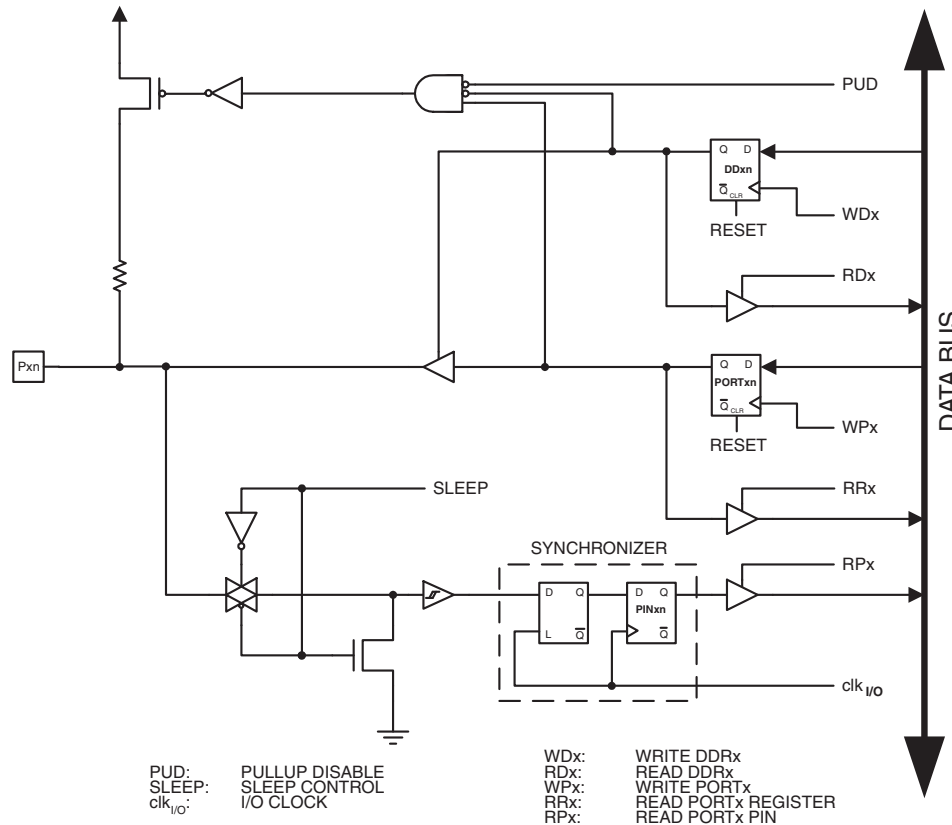 PUD
Q D
DDxn
Q CLR
WDx
RESET
RDx
Pxn
Q D
PORTxn
Q CLR
WPx
RESET
DATA BUS
SLEEP
RRx
SYNCHRONIZER
RPx
D Q
L Q
D Q
PINxn
Q
clk I/O
PUD: PULLUP DISABLE
SLEEP: SLEEP CONTROL
clkI/O: I/O CLOCK
WDx: WRITE DDRx
RDx: READ DDRx
WPx: WRITE PORTx
RRx: READ PORTx REGISTER
RPx: READ PORTx PIN